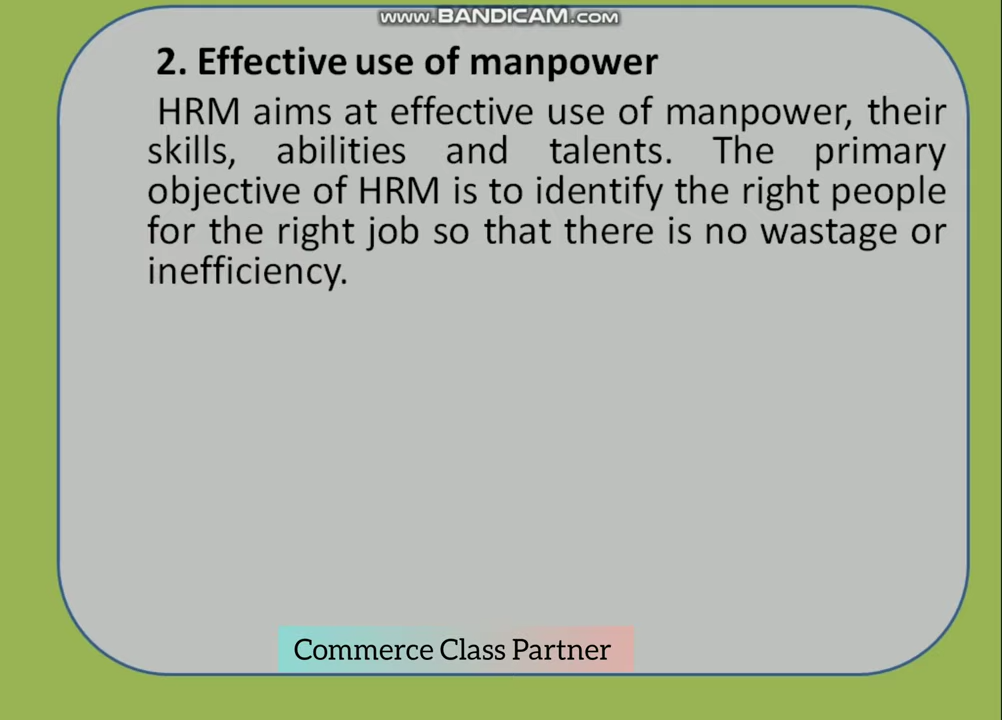 www.BANDICAM.com
2. Effective use of manpower
HRM aims at effective use of manpower, their
skills, abilities and talents. The primary
objective of HRM is to identify the right people
for the right job so that there is no wastage or
inefficiency.
Commerce Class Partner